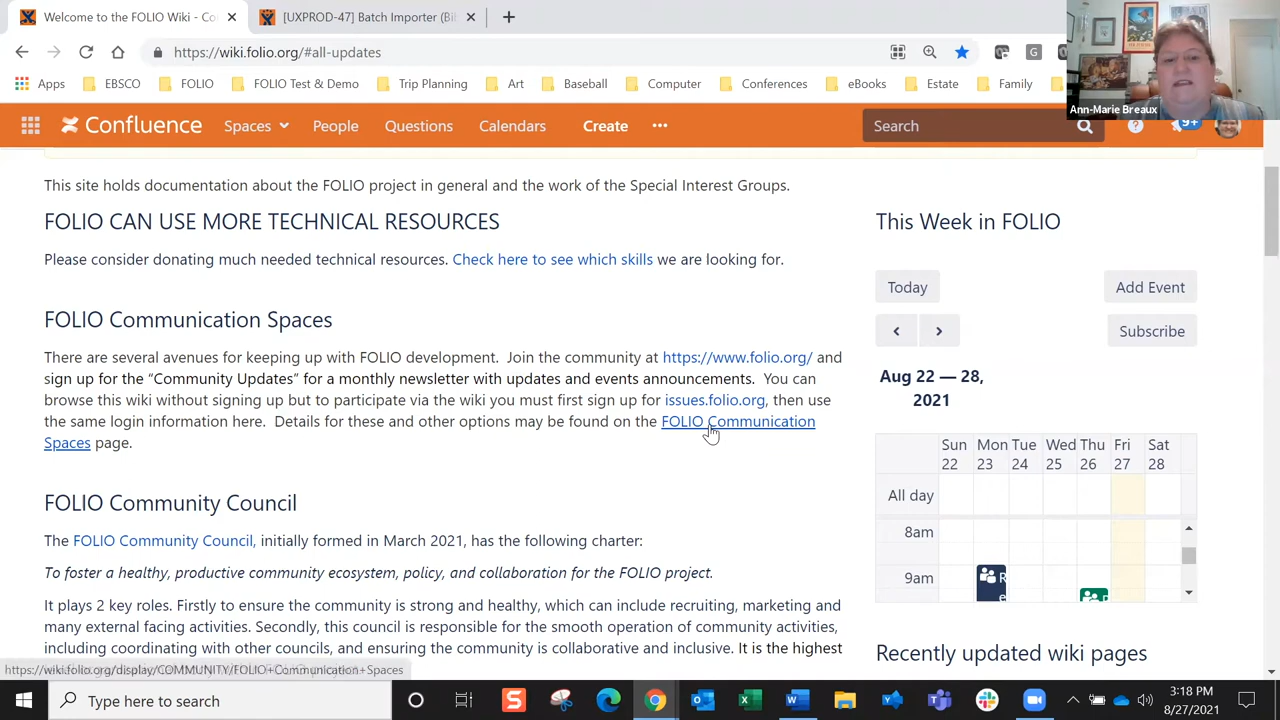 Welcome to the FOLIO Wiki - Co
[UXPROD-47] Batch Importer (Bi
https://wiki.folio.org/#all-updates
Apps EBSCO FOLIO FOLIO Test & Demo Trip Planning Art Baseball Computer Conferences eBooks Estate Family
Ann-Marie Breaux
Confluence Spaces People Questions Calendars Create Search 9+
This site holds documentation about the FOLIO project in general and the work of the Special Interest Groups.
FOLIO CAN USE MORE TECHNICAL RESOURCES
Please consider donating much needed technical resources. Check here to see which skills we are looking for.
FOLIO Communication Spaces
There are several avenues for keeping up with FOLIO development. Join the community at https://www.folio.org/ and
sign up for the “Community Updates” for a monthly newsletter with updates and events announcements. You can
browse this wiki without signing up but to participate via the wiki you must first sign up for issues.folio.org, then use
the same login information here. Details for these and other options may be found on the FOLIO Communication
Spaces page.
FOLIO Community Council
The FOLIO Community Council, initially formed in March 2021, has the following charter:
To foster a healthy, productive community ecosystem, policy, and collaboration for the FOLIO project.
It plays 2 key roles. Firstly to ensure the community is strong and healthy, which can include recruiting, marketing and
many external facing activities. Secondly, this council is responsible for the smooth operation of community activities,
including coordinating with other councils, and ensuring the community is collaborative and inclusive. It is the highest
This Week in FOLIO
Today Add Event
Subscribe
Aug 22 — 28,
2021
Sun Mon Tue Wed Thu Fri Sat
22 23 24 25 26 27 28
All day
8am
9am
Recently updated wiki pages
https://wiki.folio.org/display/COMMUNITY/FOLIO+Communication+Spaces
Type here to search
3:18 PM
8/27/2021